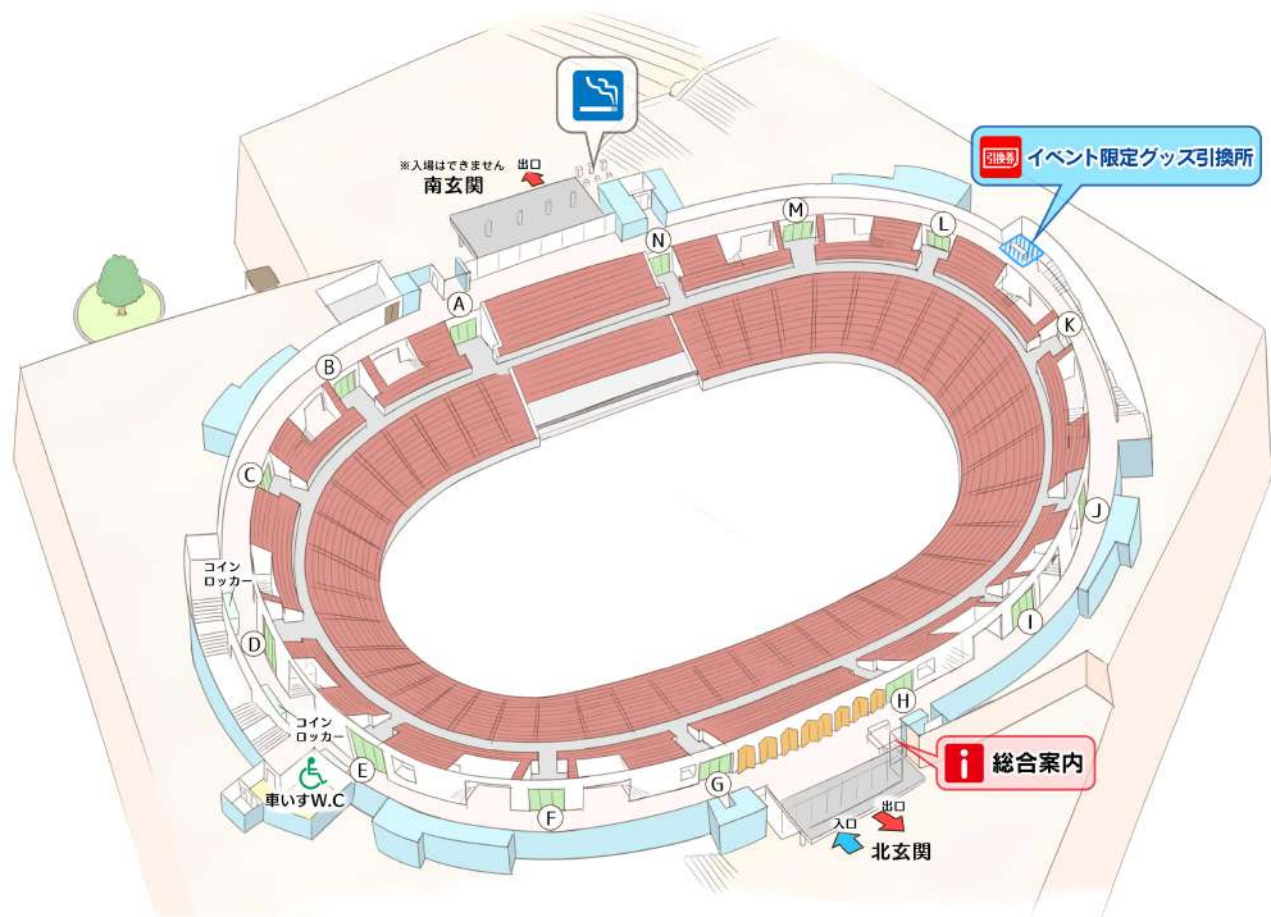 ※入場はできません
出口
南玄関
引換券
イベント限定グッズ引換所
M
L
N
A
K
B
C
J
コイン
ロッカー
I
D
H
コイン
ロッカー
E
i 総合案内
車いすW.C
G
F
出口
入口
北玄関